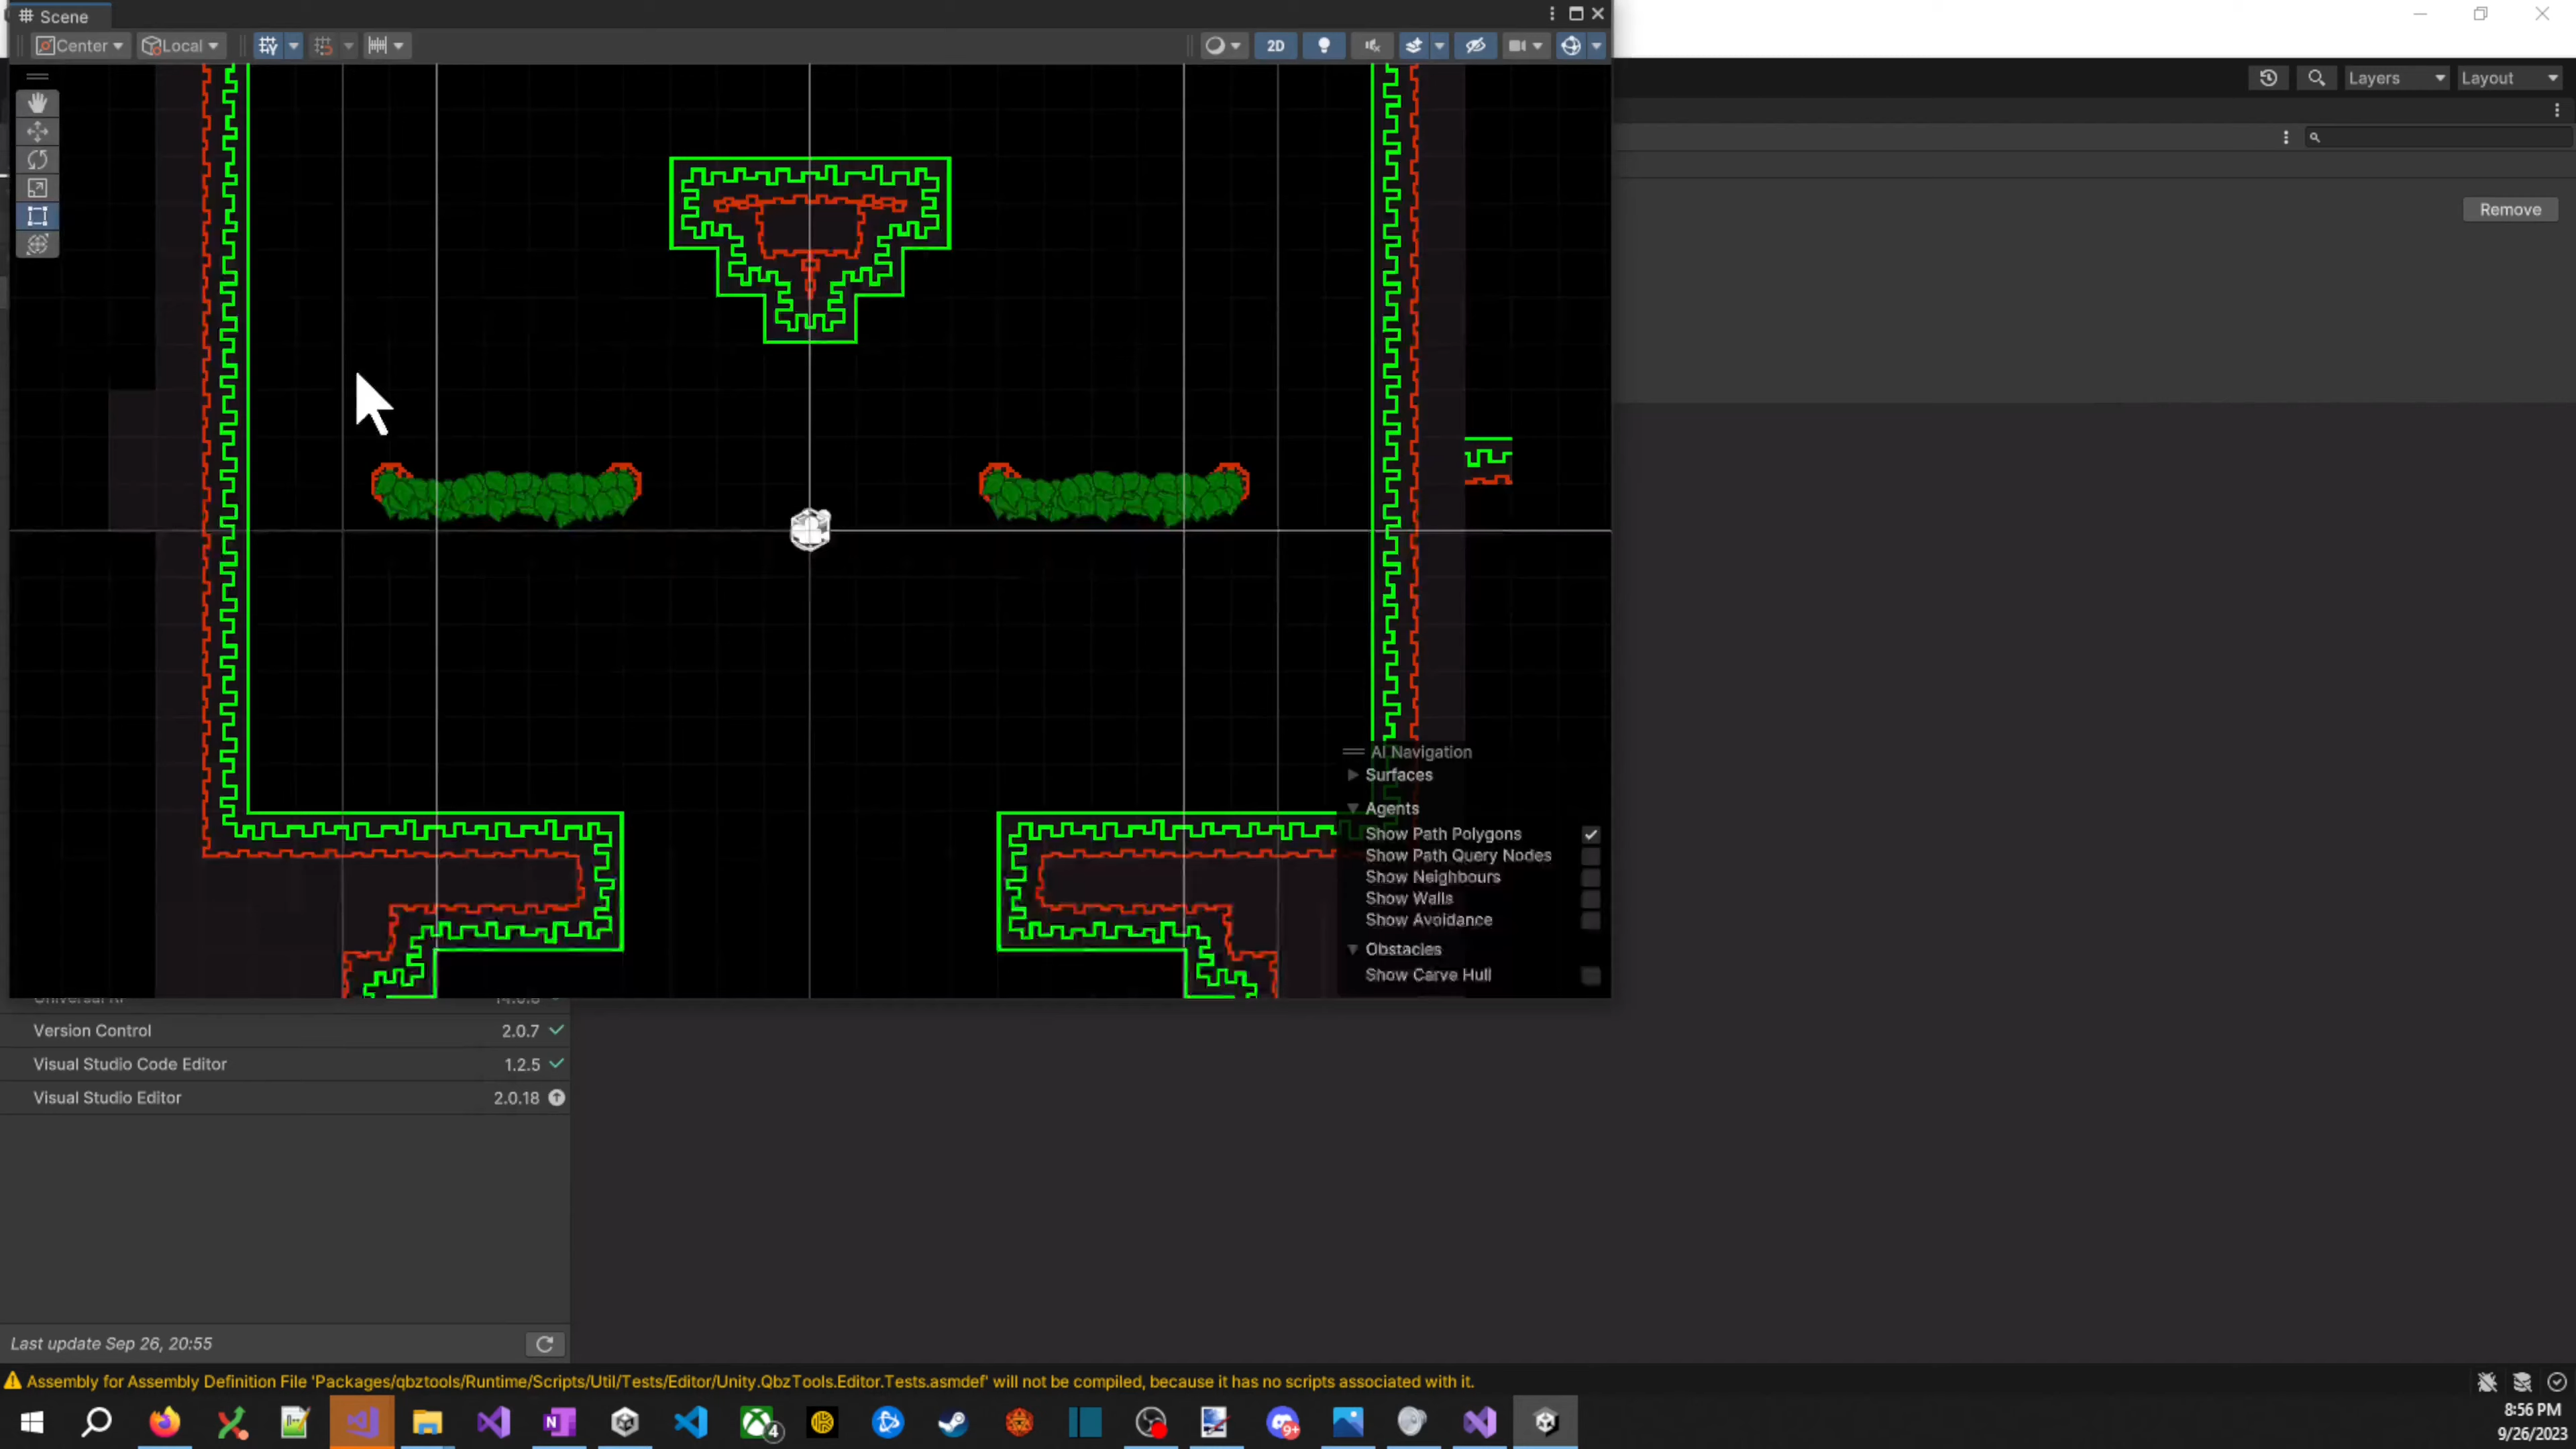 Scene
Center
Local
2D
Layers
Layout
Remove
AI Navigation
Surfaces
Agents
Show Path Polygons
Show Path Query Nodes
Show Neighbours
Show Walls
Show Avoidance
Obstacles
Show Carve Hull
Version Control 2.0.7
Visual Studio Code Editor 1.2.5
Visual Studio Editor 2.0.18
Last update Sep 26, 20:55
Assembly for Assembly Definition File 'Packages/qbztools/Runtime/Scripts/Util/Tests/Editor/Unity.QbzTools.Editor.Tests.asmdef' will not be compiled, because it has no scripts associated with it.
4
9+
8:56 PM
9/26/2023